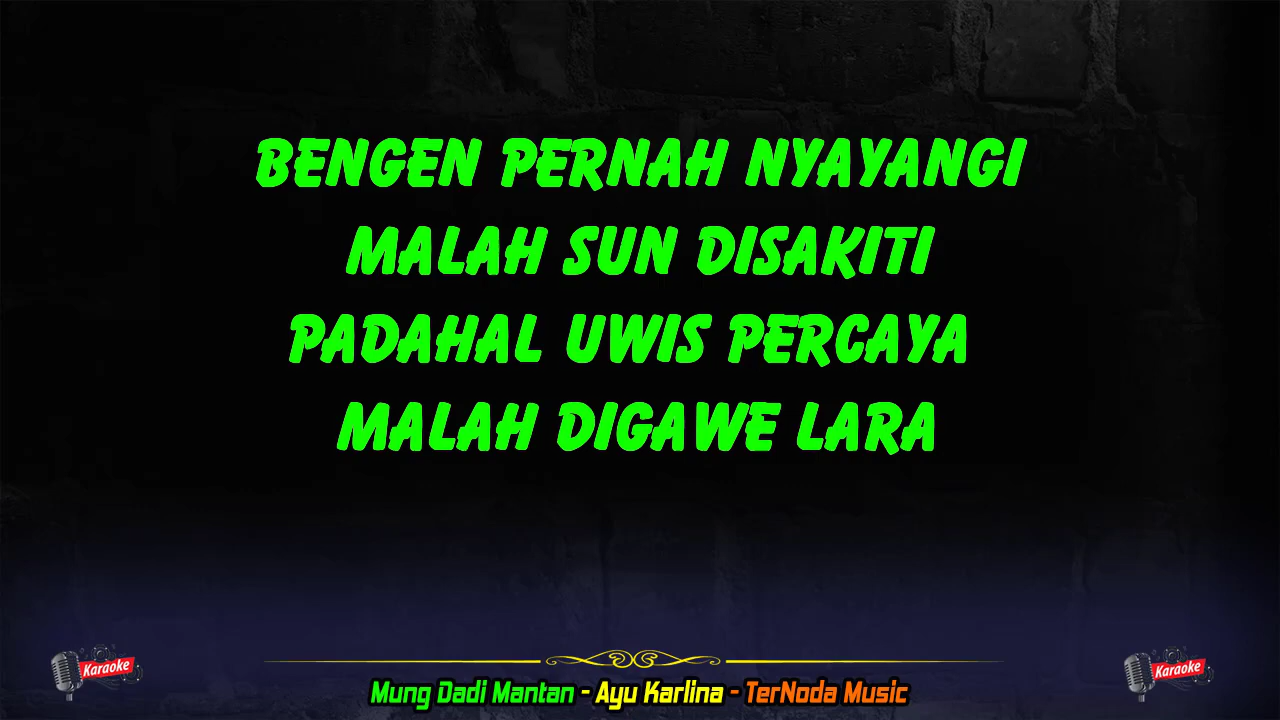 BENGEN PERNAH NYAYANGI
MALAH SUN DISAKITI
PADAHAL UWIS PERCAYA
MALAH DIGAWE LARA
Karaoke
Karaoke
Mung Dadi Mantan - Ayu Karlina - TerNoda Music